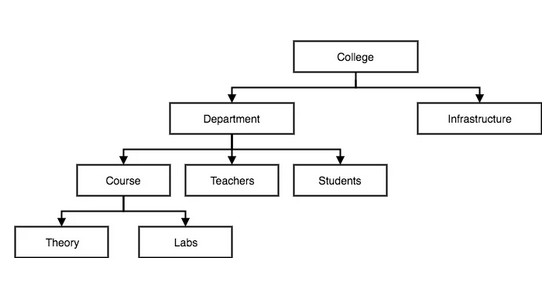 College
Department
Infrastructure
Course
Teachers
Students
Theory
Labs